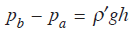 p_b − p_a = ρ′gh